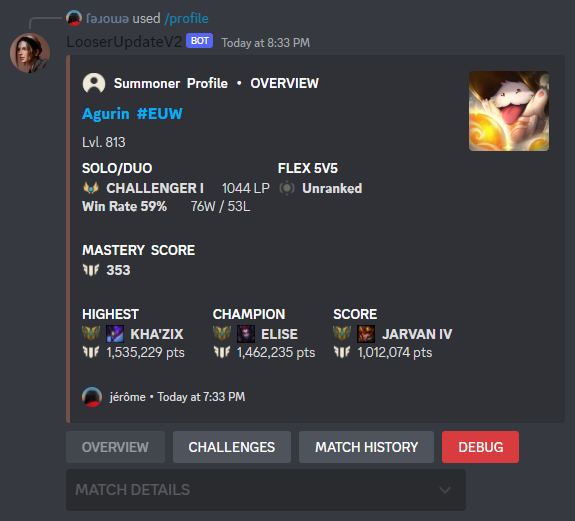 ſǝɹoɯǝ used /profile
LooserUpdateV2 BOT Today at 8:33 PM
Summoner Profile • OVERVIEW
Agurin #EUW
Lvl. 813
SOLO/DUO FLEX 5V5
CHALLENGER I 1044 LP Unranked
Win Rate 59% 76W / 53L
MASTERY SCORE
353
HIGHEST CHAMPION SCORE
KHA'ZIX ELISE JARVAN IV
1,535,229 pts 1,462,235 pts 1,012,074 pts
jérôme • Today at 7:33 PM
OVERVIEW CHALLENGES MATCH HISTORY DEBUG
MATCH DETAILS